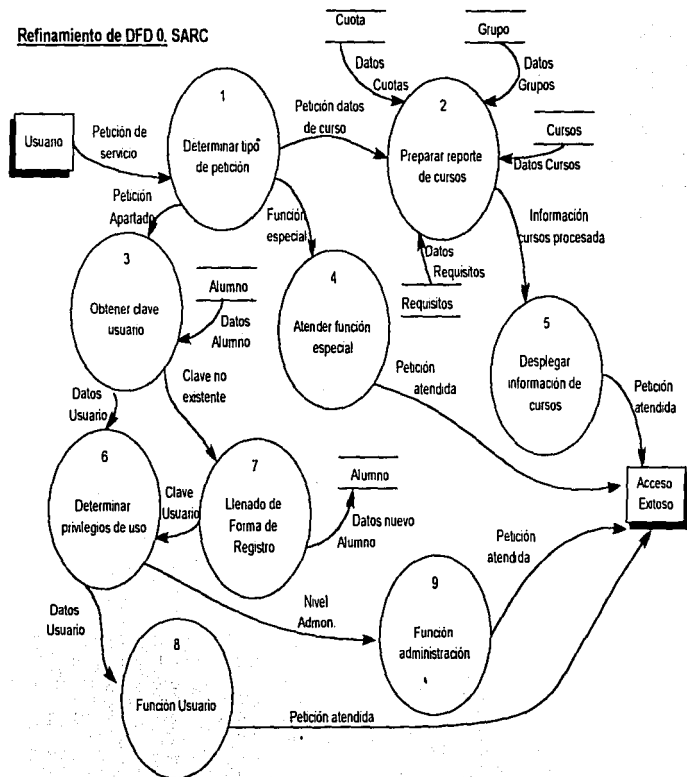 Refinamiento de DFD 0. SARC
Cuota
Grupo
Datos
Cuotas
Datos
Grupos
1
Determinar tipo
de petición
Petición datos
de curso
2
Preparar reporte
de cursos
Usuario
Petición de
servicio
Cursos
Datos Cursos
Petición
Apartado
Función
especial
Información
cursos procesada
Datos
Requisitos
Requisitos
3
Obtener clave
usuario
Alumno
Datos
Alumno
4
Atender función
especial
5
Desplegar
información de
cursos
Clave no
existente
Petición
atendida
Petición
atendida
Datos
Usuario
6
Determinar
privilegios de uso
Clave
Usuario
7
Llenado de
Forma de
Registro
Alumno
Datos nuevo
Alumno
Acceso
Exitoso
Petición
atendida
Nivel
Admon.
9
Función
administración
Datos
Usuario
8
Función Usuario
Petición atendida